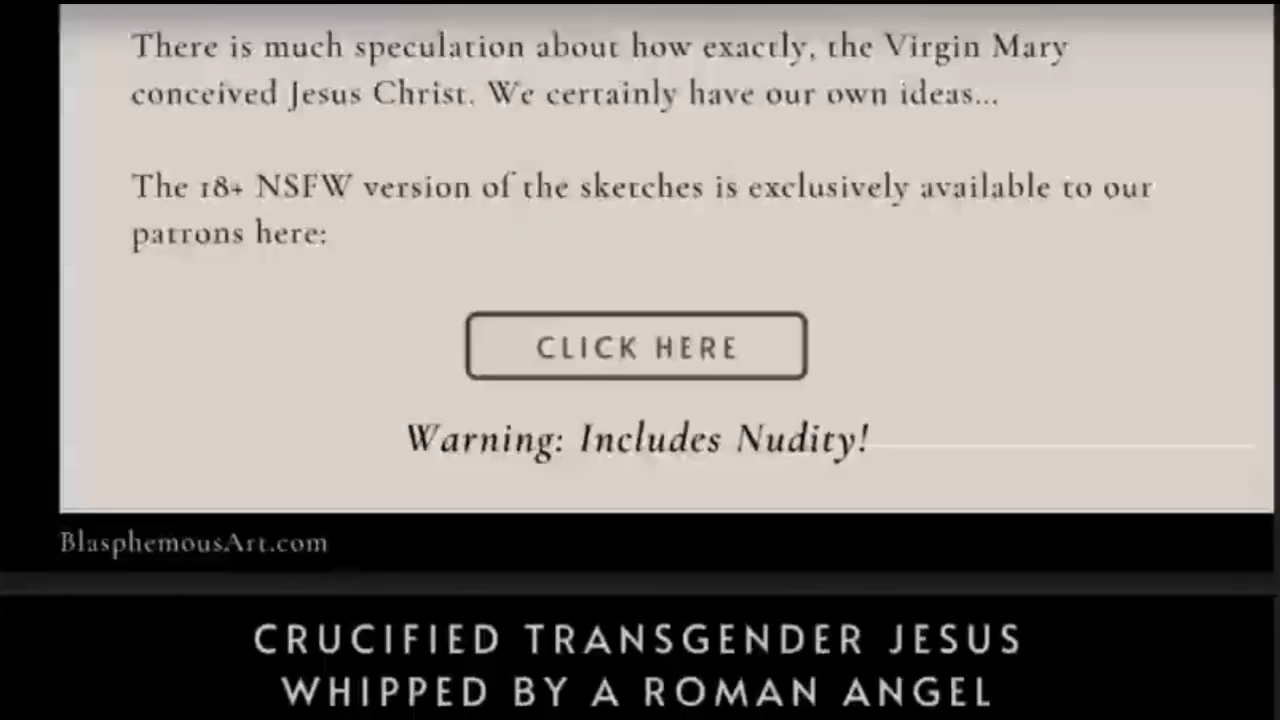 There is much speculation about how exactly, the Virgin Mary
conceived Jesus Christ. We certainly have our own ideas...
The 18+ NSFW version of the sketches is exclusively available to our
patrons here:
CLICK HERE
Warning: Includes Nudity!
BlasphemousArt.com
CRUCIFIED TRANSGENDER JESUS
WHIPPED BY A ROMAN ANGEL